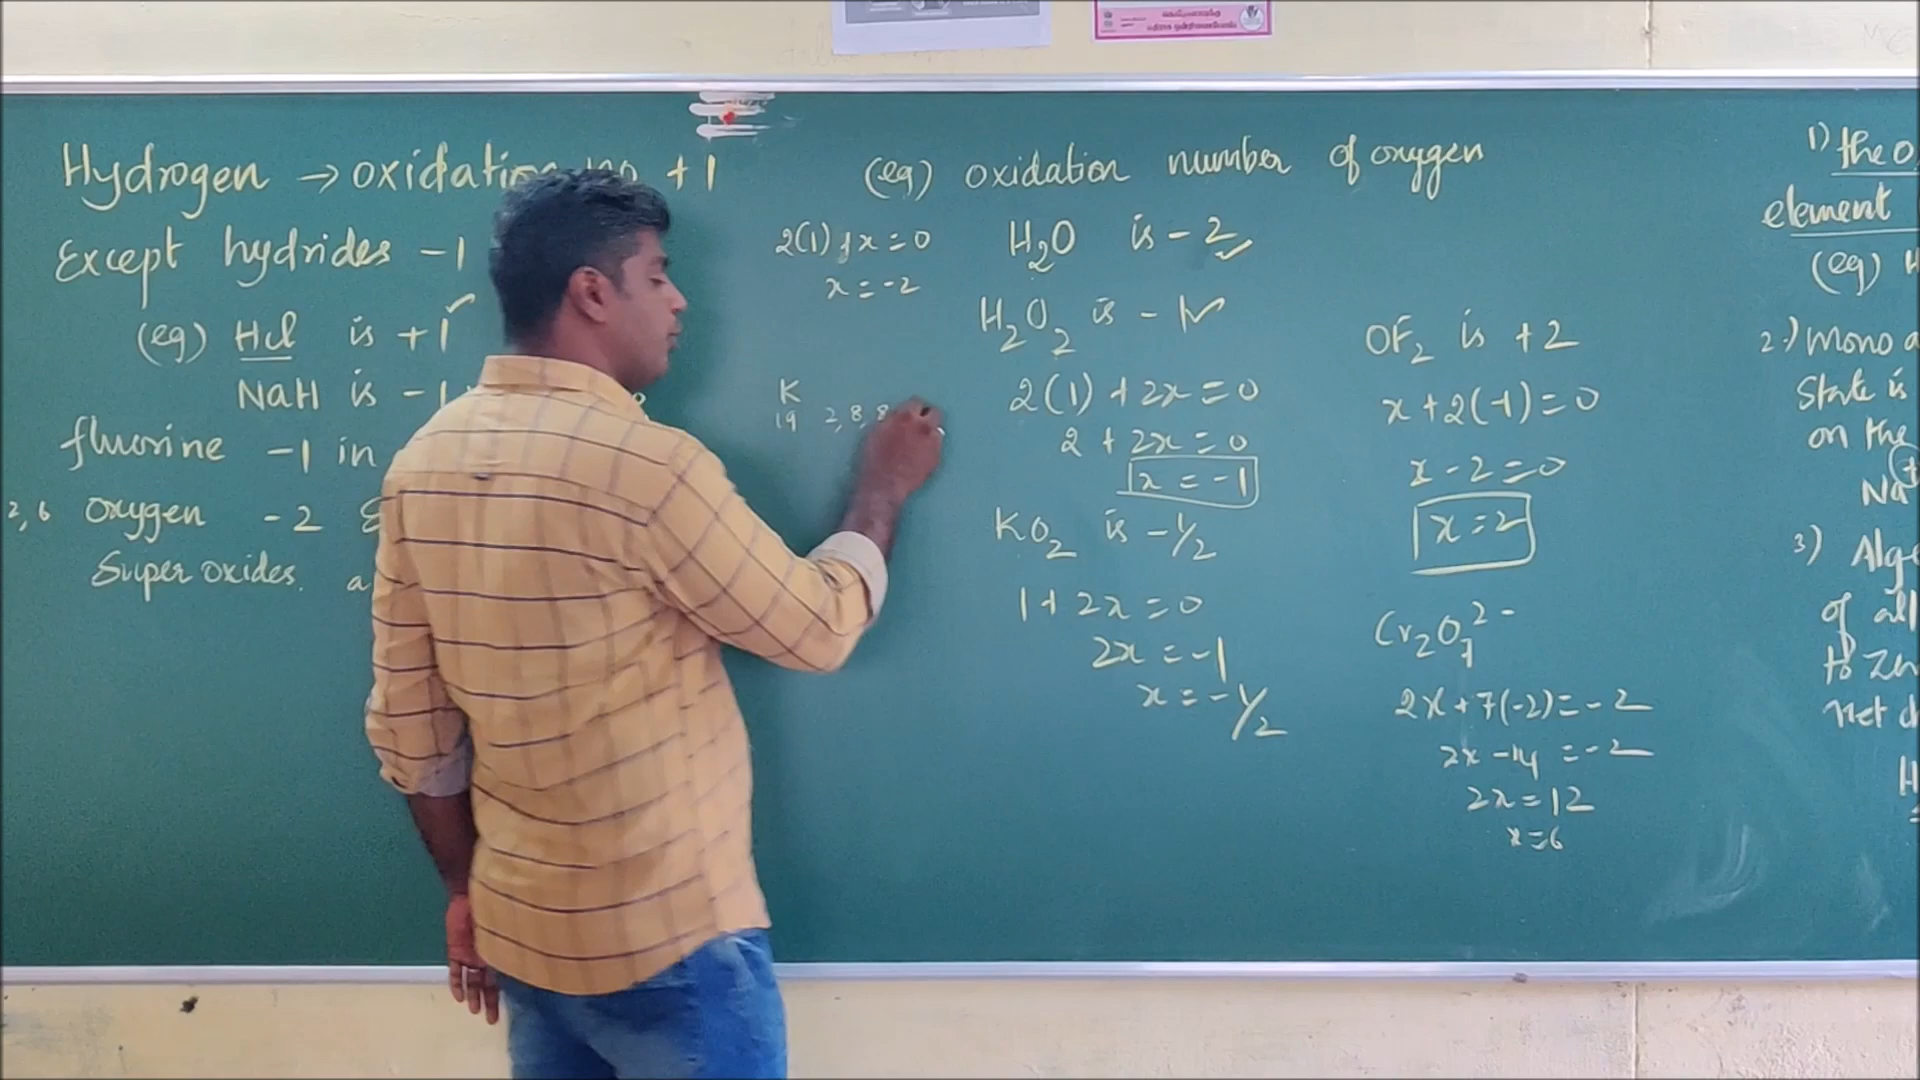 Hydrogen → oxidation no +1
Except hydrides -1
(eg) Hcl is +1
NaH is -1
fluorine -1 in
2, 6 oxygen -2
Super oxides.
(eg) oxidation number of oxygen
2(1)+x=0
x=-2
H₂O is -2
H₂O₂ is -1
K
19 2, 8, 8
2(1)+2x=0
2+2x=0
x=-1
KO₂ is -1/2
1+2x=0
2x=-1
x=-1/2
OF₂ is +2
x+2(-1)=0
x-2=0
x=2
Cr₂O₇²⁻
2x+7(-2)=-2
2x-14=-2
2x=12
x=6
1) the o
element
(eg) H
2.) Mono a
State is
on the
Na
3) Alge
of all
to Ze
net c
H